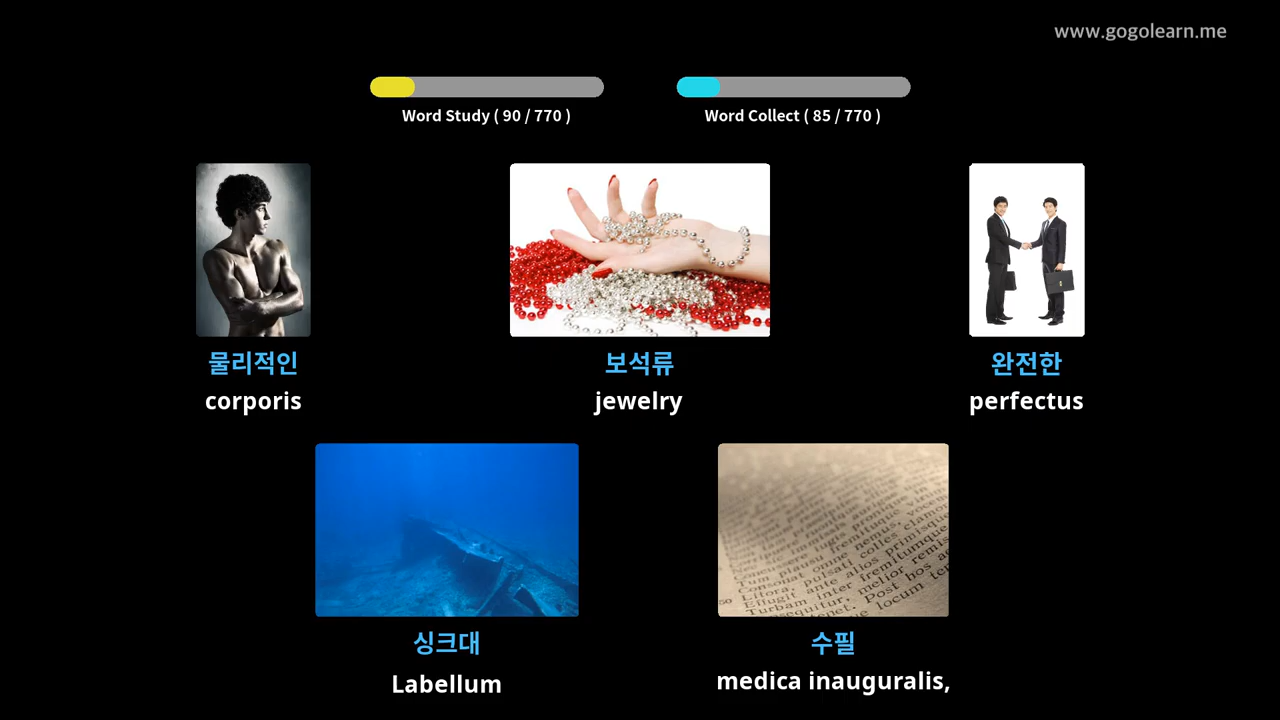 www.gogolearn.me
Word Study ( 90 / 770 )
Word Collect ( 85 / 770 )
물리적인
corporis
보석류
jewelry
완전한
perfectus
싱크대
Labellum
수필
medica inauguralis,